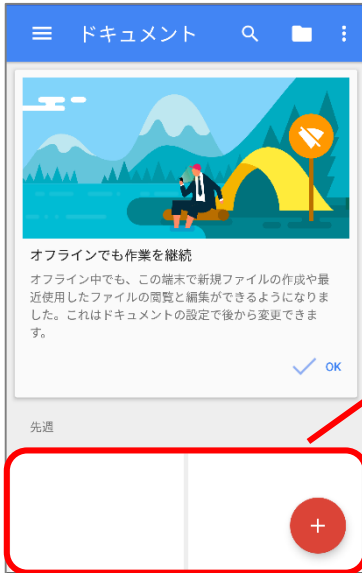 ドキュメント
オフラインでも作業を継続
オフライン中でも、この端末で新規ファイルの作成や最
近使用したファイルの閲覧と編集ができるようになりま
した。これはドキュメントの設定で後から変更できま
す。
OK
先週